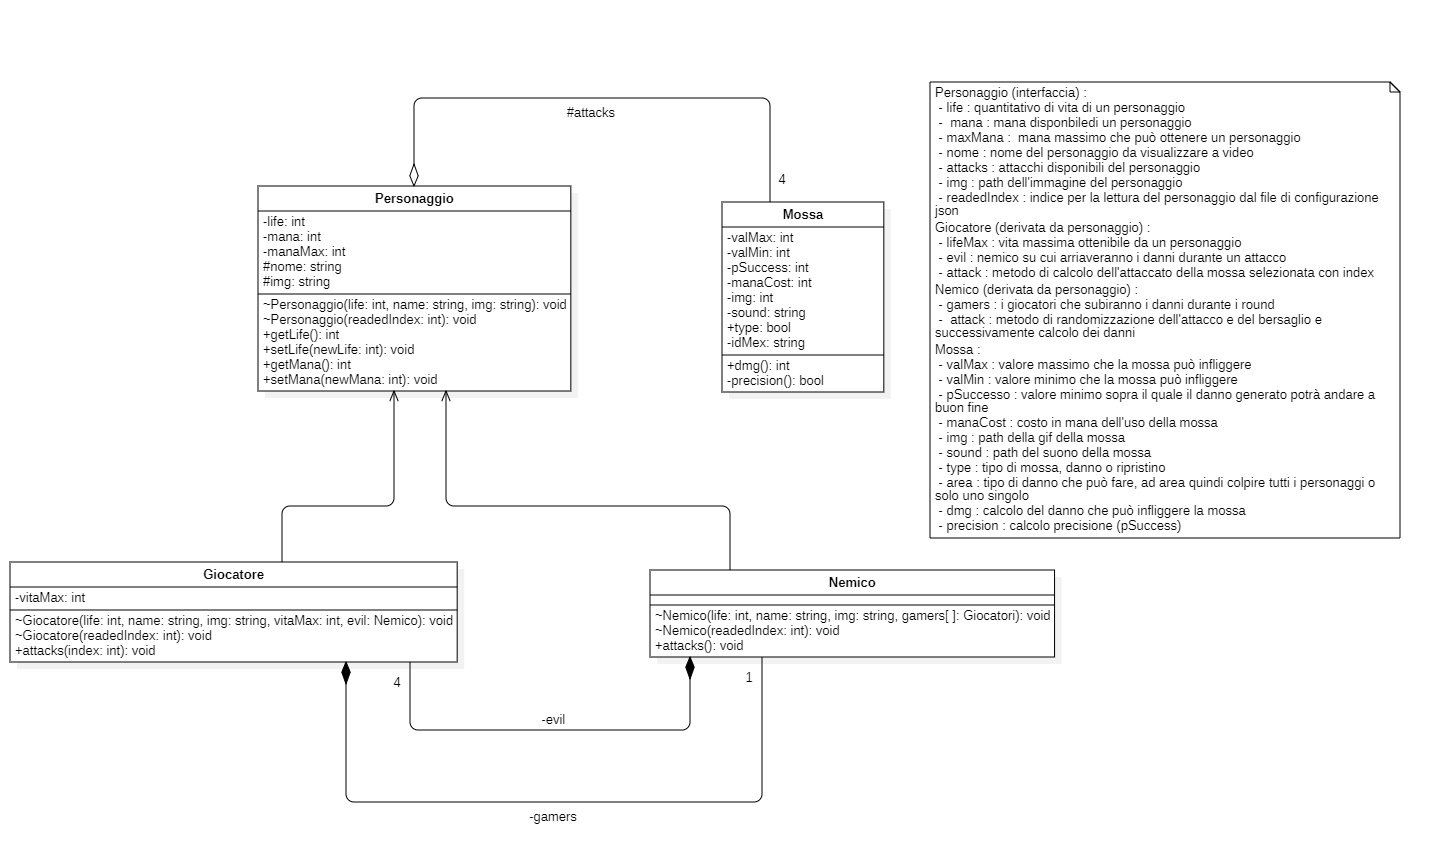 #attacks
4
Personaggio
-life: int
-mana: int
-manaMax: int
#nome: string
#img: string
~Personaggio(life: int, name: string, img: string): void
~Personaggio(readedIndex: int): void
+getLife(): int
+setLife(newLife: int): void
+getMana(): int
+setMana(newMana: int): void
Mossa
-valMax: int
-valMin: int
-pSuccess: int
-manaCost: int
-img: int
-sound: string
+type: bool
-idMex: string
+dmg(): int
-precision(): bool
Personaggio (interfaccia) :
- life : quantitativo di vita di un personaggio
-  mana : mana disponbiledi un personaggio
- maxMana :  mana massimo che può ottenere un personaggio
- nome : nome del personaggio da visualizzare a video
- attacks : attacchi disponibili del personaggio
- img : path dell'immagine del personaggio
- readedIndex : indice per la lettura del personaggio dal file di configurazione
json
Giocatore (derivata da personaggio) :
- lifeMax : vita massima ottenibile da un personaggio
- evil : nemico su cui arriaveranno i danni durante un attacco
- attack : metodo di calcolo dell'attaccato della mossa selezionata con index
Nemico (derivata da personaggio) :
- gamers : i giocatori che subiranno i danni durante i round
-  attack : metodo di randomizzazione dell'attacco e del bersaglio e
successivamente calcolo dei danni
Mossa :
- valMax : valore massimo che la mossa può infliggere
- valMin : valore minimo che la mossa può infliggere
- pSuccesso : valore minimo sopra il quale il danno generato potrà andare a
buon fine
- manaCost : costo in mana dell'uso della mossa
- img : path della gif della mossa
- sound : path del suono della mossa
- type : tipo di mossa, danno o ripristino
- area : tipo di danno che può fare, ad area quindi colpire tutti i personaggi o
solo uno singolo
- dmg : calcolo del danno che può infliggere la mossa
- precision : calcolo precisione (pSuccess)
Giocatore
-vitaMax: int
~Giocatore(life: int, name: string, img: string, vitaMax: int, evil: Nemico): void
~Giocatore(readedIndex: int): void
+attacks(index: int): void
Nemico
~Nemico(life: int, name: string, img: string, gamers[ ]: Giocatori): void
~Nemico(readedIndex: int): void
+attacks(): void
4
1
-evil
-gamers